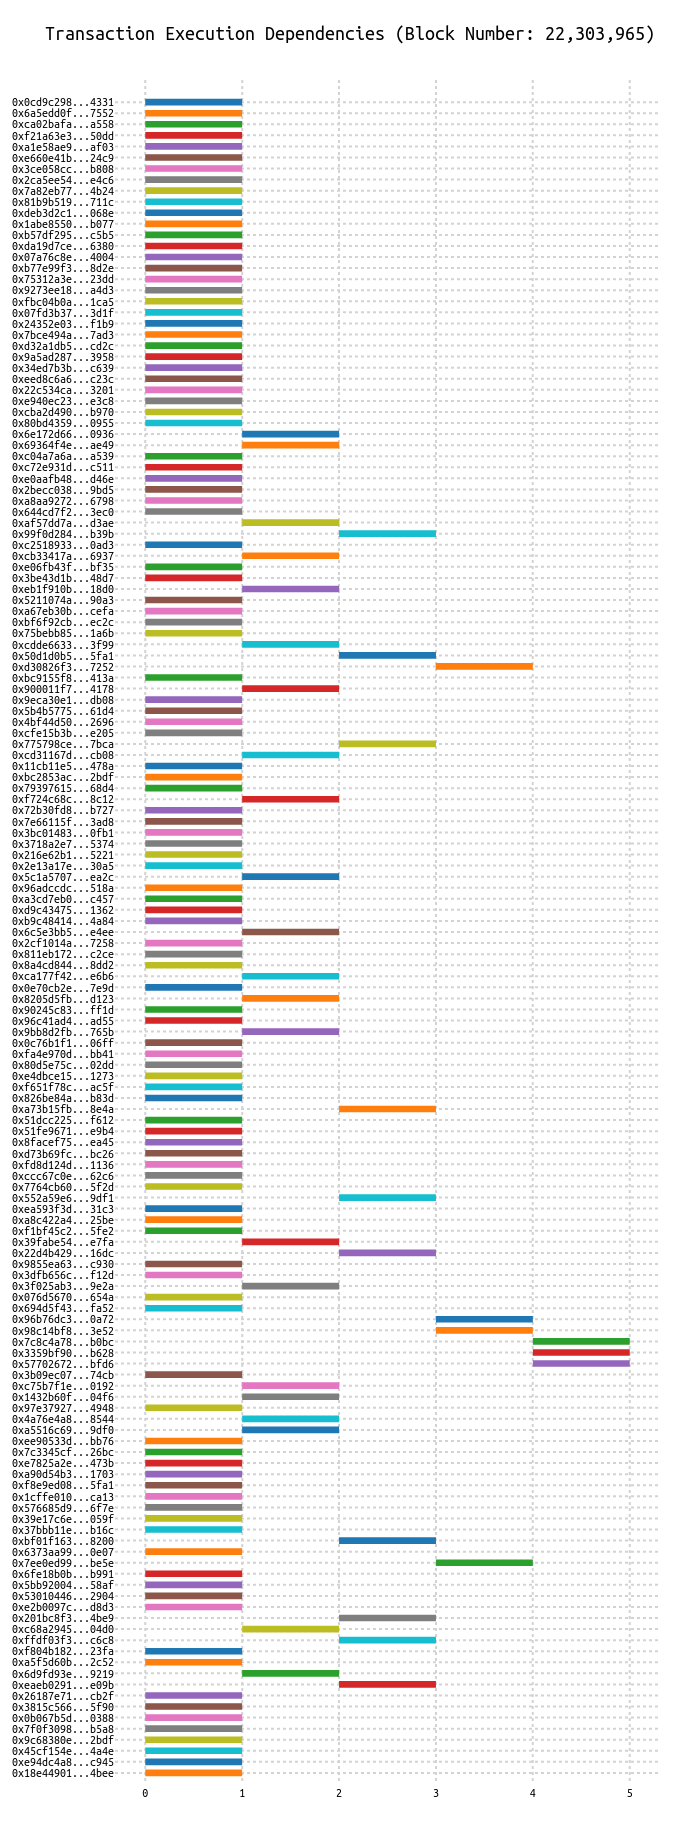 Transaction Execution Dependencies (Block Number: 22,303,965)
0x0cd9c298...4331
0x6a5edd0f...7552
0xca02bafa...a558
0xf21a63e3...50dd
0xa1e58ae9...af03
0xe660e41b...24c9
0x3ce058cc...b808
0x2ca5ee54...e4c6
0x7a82eb77...4b24
0x81b9b519...711c
0xdeb3d2c1...068e
0x1abe8550...b077
0xb57df295...c5b5
0xda19d7ce...6380
0x07a76c8e...4004
0xb77e99f3...8d2e
0x75312a3e...23dd
0x9273ee18...a4d3
0xfbc04b0a...1ca5
0x07fd3b37...3d1f
0x24352e03...f1b9
0x7bce494a...7ad3
0xd32a1db5...cd2c
0x9a5ad287...3958
0x34ed7b3b...c639
0xeed8c6a6...c23c
0x22c534ca...3201
0xe940ec23...e3c8
0xcba2d490...b970
0x80bd4359...0955
0x6e172d66...0936
0x69364f4e...ae49
0xc04a7a6a...a539
0xc72e931d...c511
0xe0aafb48...d46e
0x2becc038...9bd5
0xa8aa9272...6798
0x644cd7f2...3ec0
0xaf57dd7a...d3ae
0x99f0d284...b39b
0xc2518933...0ad3
0xcb33417a...6937
0xe06fb43f...bf35
0x3be43d1b...48d7
0xeb1f910b...18d0
0x5211074a...90a3
0xa67eb30b...cefa
0xbf6f92cb...ec2c
0x75bebb85...1a6b
0xcdde6633...3f99
0x50d1d0b5...5fa1
0xd30826f3...7252
0xbc9155f8...413a
0x900011f7...4178
0x9eca30e1...db08
0x5b4b5775...61d4
0x4bf44d50...2696
0xcfe15b3b...e205
0x775798ce...7bca
0xcd31167d...cb08
0x11cb11e5...478a
0xbc2853ac...2bdf
0x79397615...68d4
0xf724c68c...8c12
0x72b30fd8...b727
0x7e66115f...3ad8
0x3bc01483...0fb1
0x3718a2e7...5374
0x216e62b1...5221
0x2e13a17e...30a5
0x5c1a5707...ea2c
0x96adccdc...518a
0xa3cd7eb0...c457
0xd9c43475...1362
0xb9c48414...4a84
0x6c5e3bb5...e4ee
0x2cf1014a...7258
0x811eb172...c2ce
0x8a4cd844...8dd2
0xca177f42...e6b6
0x0e70cb2e...7e9d
0x8205d5fb...d123
0x90245c83...ff1d
0x96c41ad4...ad55
0x9bb8d2fb...765b
0x0c76b1f1...06ff
0xfa4e970d...bb41
0x80d5e75c...02dd
0xe4dbce15...1273
0xf651f78c...ac5f
0x826be84a...b83d
0xa73b15fb...8e4a
0x51dcc225...f612
0x51fe9671...e9b4
0x8facef75...ea45
0xd73b69fc...bc26
0xfd8d124d...1136
0xccc67c0e...62c6
0x7764cb60...5f2d
0x552a59e6...9df1
0xea593f3d...31c3
0xa8c422a4...25be
0xf1bf45c2...5fe2
0x39fabe54...e7fa
0x22d4b429...16dc
0x9855ea63...c930
0x3dfb656c...f12d
0x3f025ab3...9e2a
0x076d5670...654a
0x694d5f43...fa52
0x96b76dc3...0a72
0x98c14bf8...3e52
0x7c8c4a78...b0bc
0x3359bf90...b628
0x57702672...bfd6
0x3b09ec07...74cb
0xc75b7f1e...0192
0x1432b60f...04f6
0x97e37927...4948
0x4a76e4a8...8544
0xa5516c69...9df0
0xee90533d...bb76
0x7c3345cf...26bc
0xe7825a2e...473b
0xa90d54b3...1703
0xf8e9ed08...5fa1
0x1cffe010...ca13
0x576685d9...6f7e
0x39e17c6e...059f
0x37bbb11e...b16c
0xbf01f163...8200
0x6373aa99...0e07
0x7ee0ed99...be5e
0x6fe18b0b...b991
0x5bb92004...58af
0x53010446...2904
0xe2b0097c...d8d3
0x201bc8f3...4be9
0xc68a2945...04d0
0xffdf03f3...c6c8
0xf804b182...23fa
0xa5f5d60b...2c52
0x6d9fd93e...9219
0xeaeb0291...e09b
0x26187e71...cb2f
0x3815c566...5f90
0x0b067b5d...0388
0x7f0f3098...b5a8
0x9c68380e...2bdf
0x45cf154e...4a4e
0xe94dc4a8...c945
0x18e44901...4bee
0 1 2 3 4 5